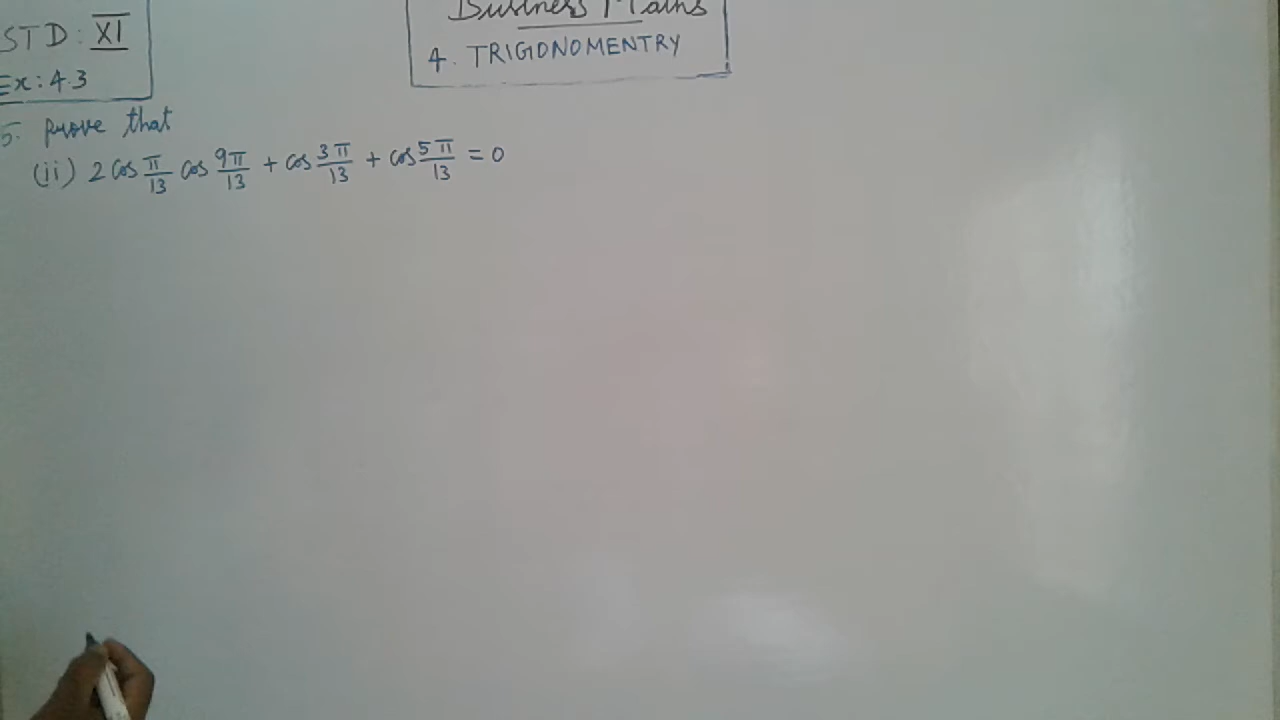 STD: XI
Ex: 4.3
Business Maths
4. TRIGONOMENTRY
5. prove that
(ii) 2 cos π/13 cos 9π/13 + cos 3π/13 + cos 5π/13 = 0